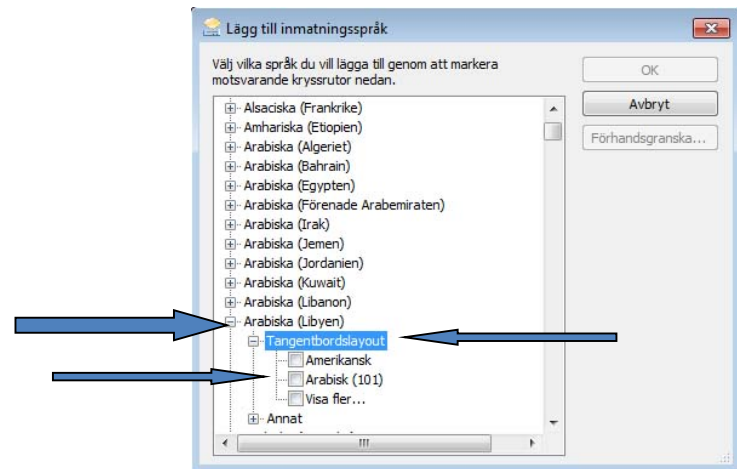 Lägg till inmatningsspråk
Välj vilka språk du vill lägga till genom att markera
motsvarande kryssrutor nedan.
OK
Avbryt
Förhandsgranska...
Alsaciska (Frankrike)
Amhariska (Etiopien)
Arabiska (Algeriet)
Arabiska (Bahrain)
Arabiska (Egypten)
Arabiska (Förenade Arabemiraten)
Arabiska (Irak)
Arabiska (Jemen)
Arabiska (Jordanien)
Arabiska (Kuwait)
Arabiska (Libanon)
Arabiska (Libyen)
Tangentbordslayout
Amerikansk
Arabisk (101)
Visa fler...
Annat